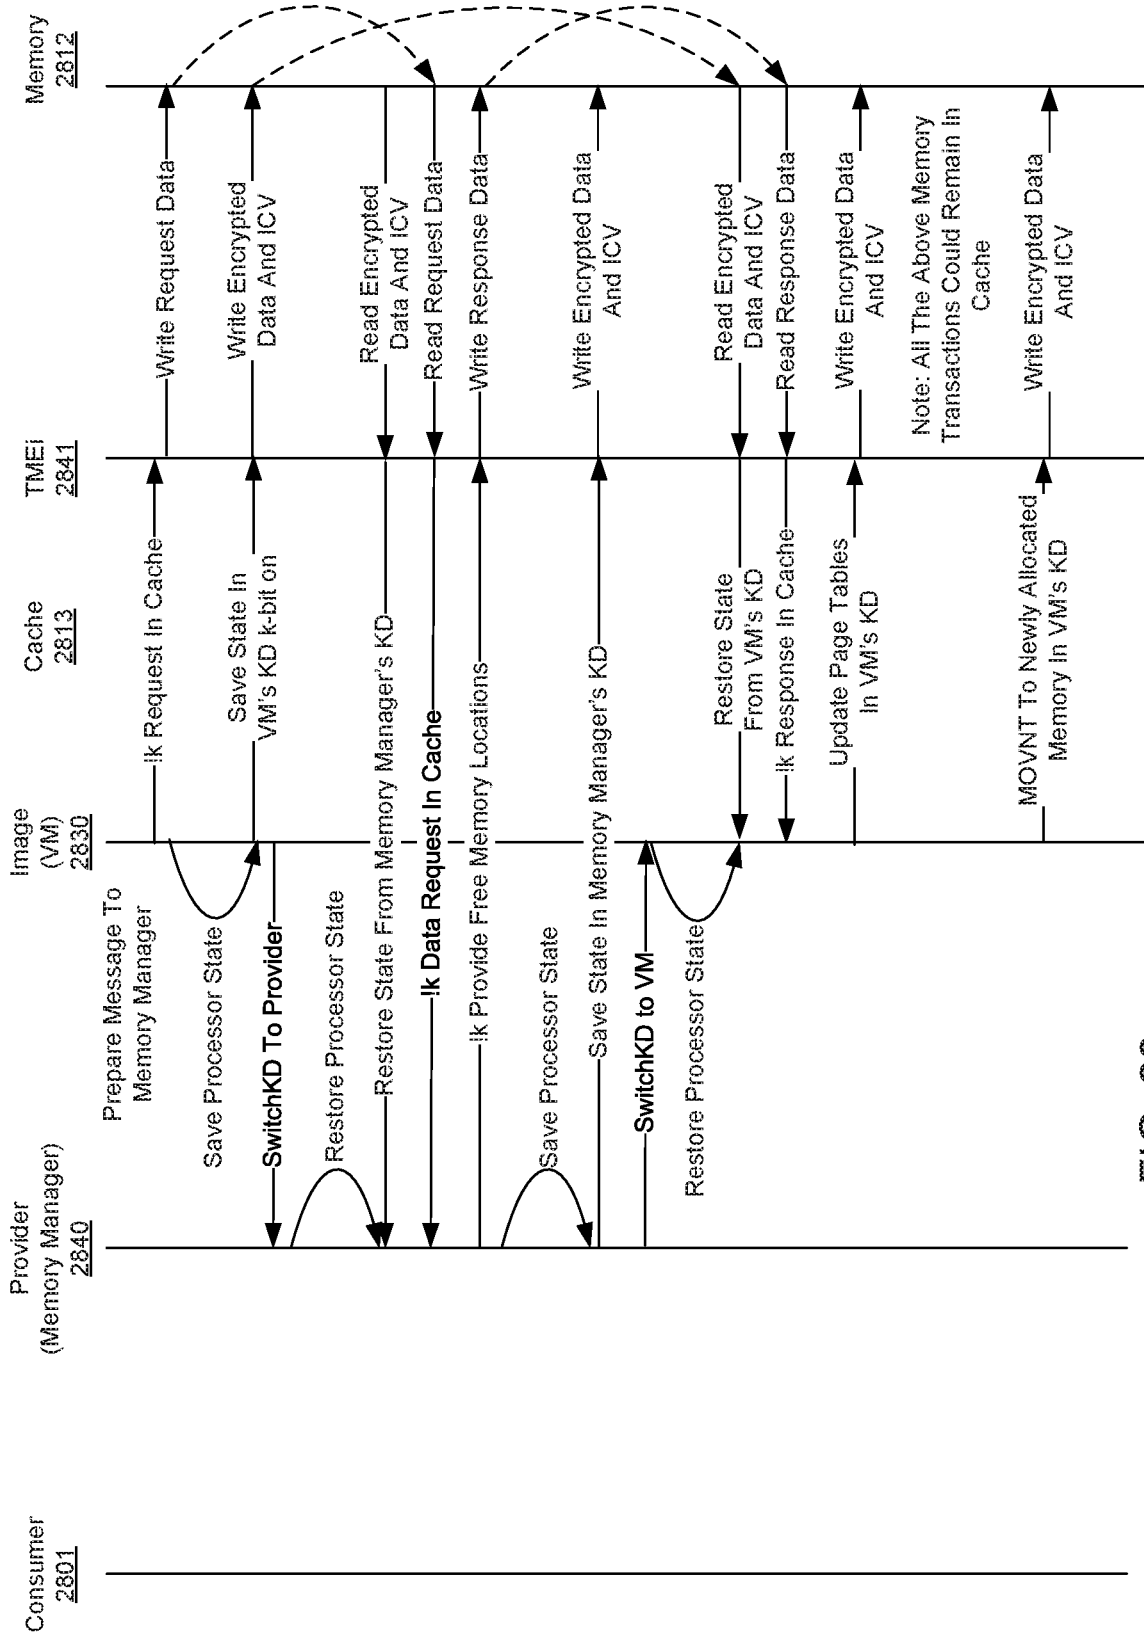 Consumer
2801
Provider
(Memory Manager)
2840
Image
(VM)
2830
Cache
2813
TMEi
2841
Memory
2812
Prepare Message To
Memory Manager
!k Request In Cache
Write Request Data
Save Processor State
Save State In
VM's KD k-bit on
Write Encrypted
Data And ICV
SwitchKD To Provider
Restore Processor State
Restore State From Memory Manager's KD
Read Encrypted
Data And ICV
!k Data Request In Cache
Read Request Data
!k Provide Free Memory Locations
Write Response Data
Save Processor State
Save State In Memory Manager's KD
Write Encrypted Data
And ICV
SwitchKD to VM
Restore Processor State
Restore State
From VM's KD
Read Encrypted
Data And ICV
!k Response In Cache
Read Response Data
Update Page Tables
In VM's KD
Write Encrypted Data
And ICV
Note: All The Above Memory
Transactions Could Remain In
Cache
MOVNT To Newly Allocated
Memory In VM's KD
Write Encrypted Data
And ICV